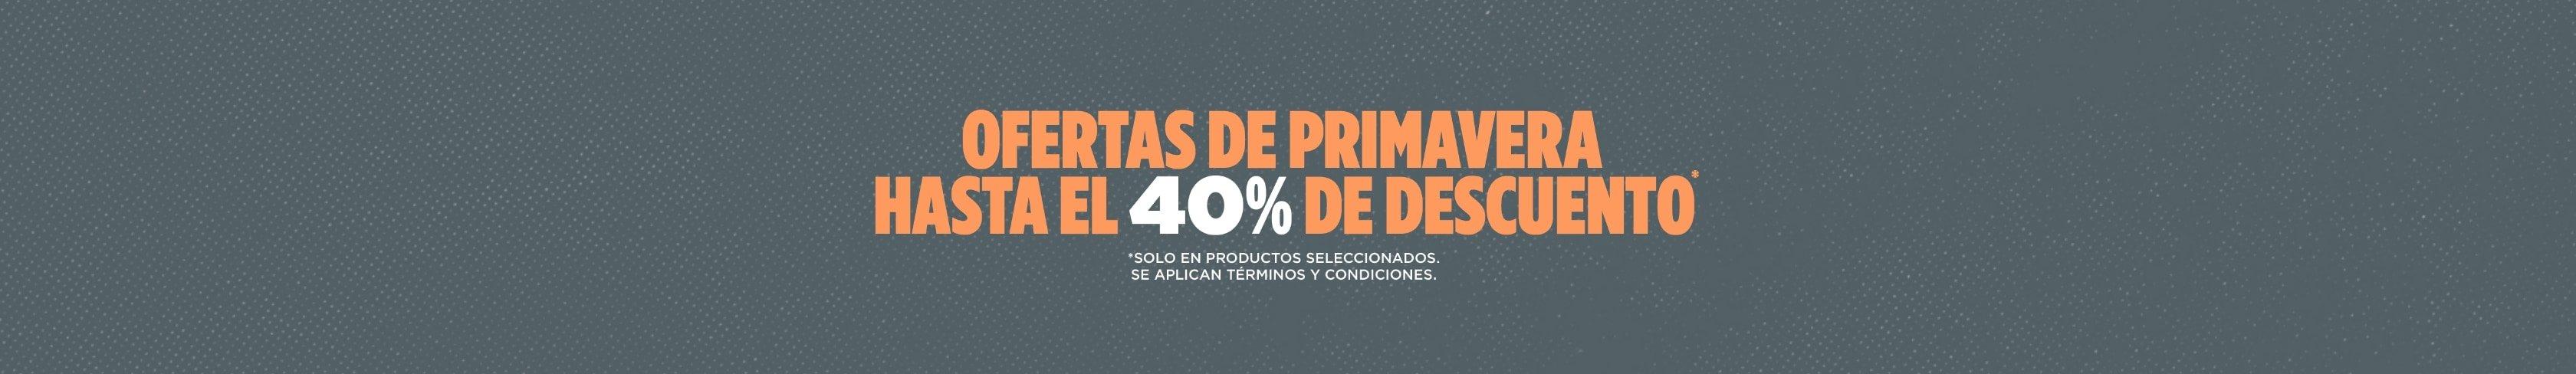 OFERTAS DE PRIMAVERA
HASTA EL 40% DE DESCUENTO*
*SOLO EN PRODUCTOS SELECCIONADOS.
SE APLICAN TÉRMINOS Y CONDICIONES.